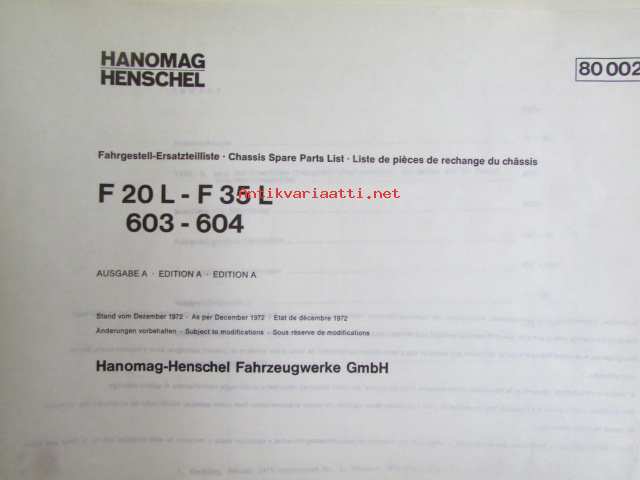 HANOMAG
HENSCHEL
80 002
Fahrgestell-Ersatzteilliste · Chassis Spare Parts List · Liste de pièces de rechange du châssis
F 20 L - F 35 L
antikvariaatti.net
603 - 604
AUSGABE A · EDITION A · EDITION A
Stand vom Dezember 1972 · As per December 1972 · Etat de décembre 1972
Änderungen vorbehalten · Subject to modifications · Sous réserve de modifications
Hanomag-Henschel Fahrzeugwerke GmbH